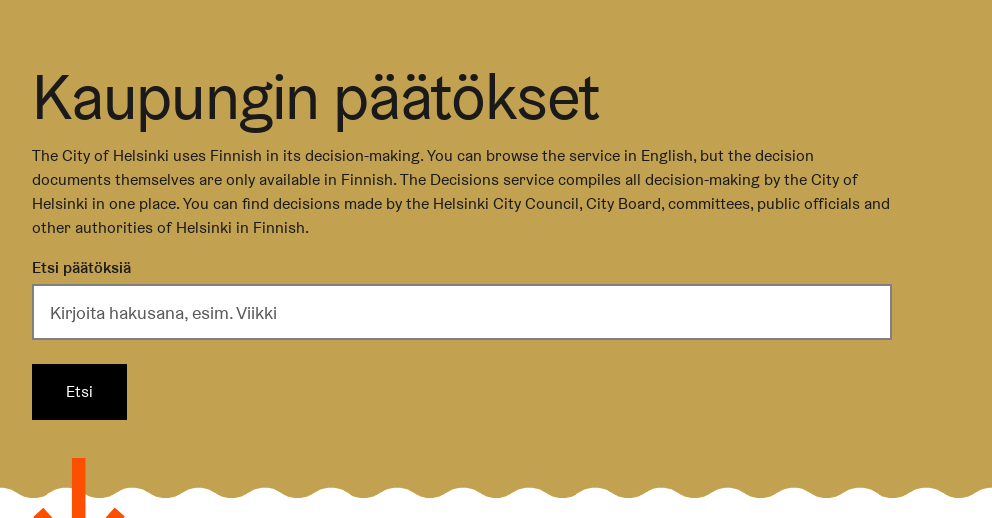 Kaupungin päätökset
The City of Helsinki uses Finnish in its decision-making. You can browse the service in English, but the decision
documents themselves are only available in Finnish. The Decisions service compiles all decision-making by the City of
Helsinki in one place. You can find decisions made by the Helsinki City Council, City Board, committees, public officials and
other authorities of Helsinki in Finnish.
Etsi päätöksiä
Kirjoita hakusana, esim. Viikki
Etsi